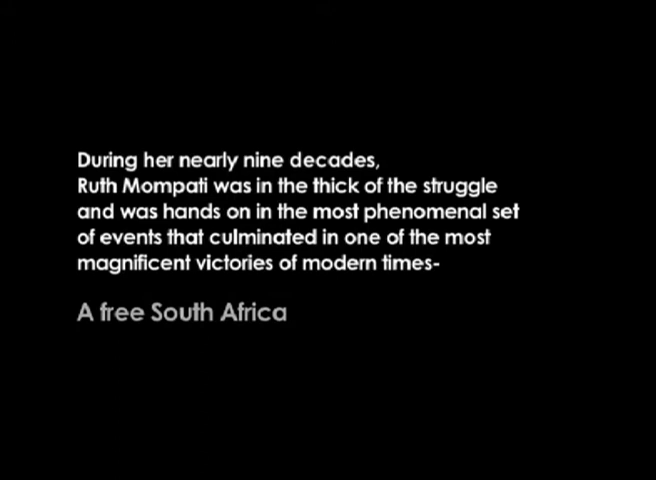 During her nearly nine decades,
Ruth Mompati was in the thick of the struggle
and was hands on in the most phenomenal set
of events that culminated in one of the most
magnificent victories of modern times-
A free South Africa